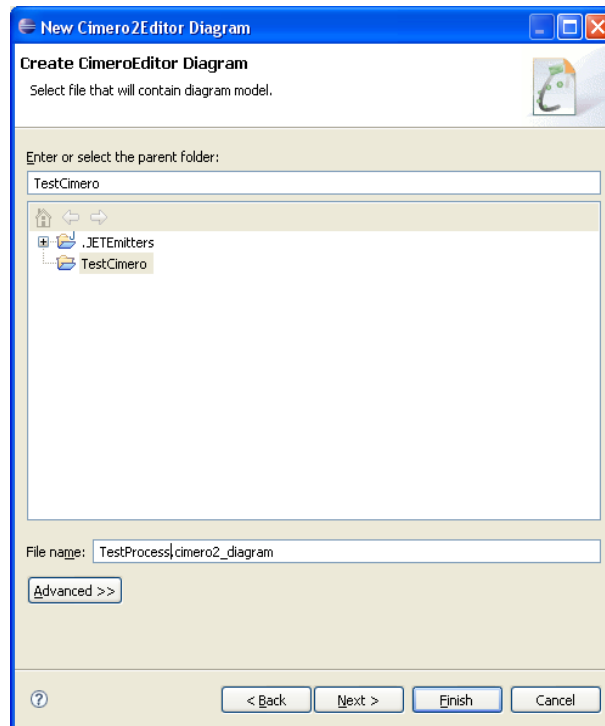 New Cimero2Editor Diagram
Create CimeroEditor Diagram
Select file that will contain diagram model.
Enter or select the parent folder:
TestCimero
.JETEmitters
TestCimero
File name: TestProcess.cimero2_diagram
Advanced >>
? < Back Next > Finish Cancel